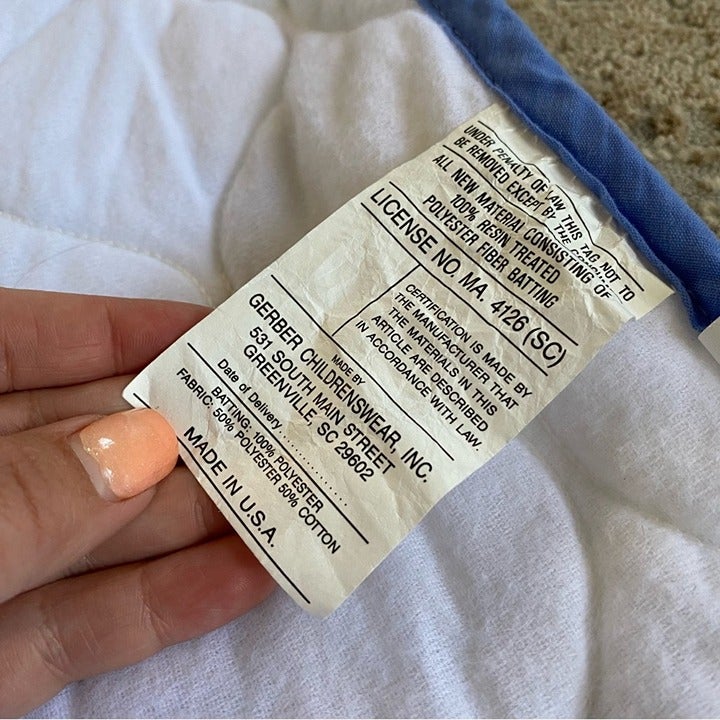 UNDER PENALTY OF LAW THIS TAG NOT TO
BE REMOVED EXCEPT BY THE
ALL NEW MATERIAL CONSISTING OF
100% RESIN TREATED
POLYESTER FIBER BATTING
LICENSE NO. MA. 4126 (SC)
CERTIFICATION IS MADE BY
THE MANUFACTURER THAT
THE MATERIALS IN THIS
ARTICLE ARE DESCRIBED
IN ACCORDANCE WITH LAW.
MADE BY
GERBER CHILDRENSWEAR, INC.
531 SOUTH MAIN STREET
GREENVILLE, SC 29602
Date of Delivery ...............
BATTING: 100% POLYESTER
FABRIC: 50% POLYESTER 50% COTTON
MADE IN U.S.A.